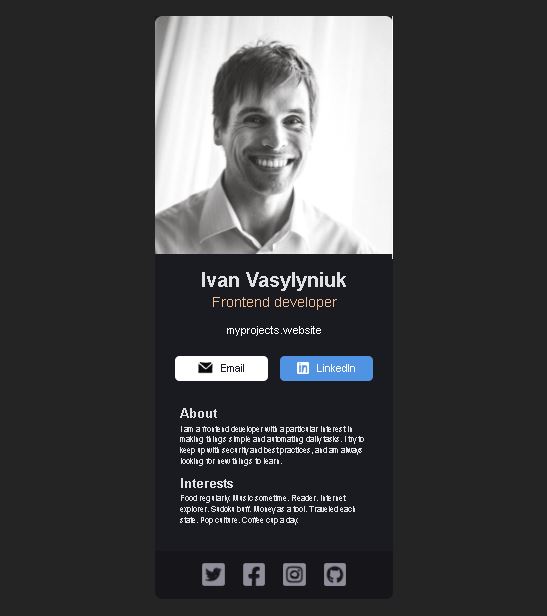 Ivan Vasylyniuk
Frontend developer
myprojects.website
Email
in LinkedIn
About
I am a frontend developer with a particular interest in
making things simple and automating daily tasks. I try to
keep up with security and best practices, and am always
looking for new things to learn.
Interests
Food regularly. Music sometime. Reader. Internet
explorer. Sudoku buff. Money as a tool. Traveled each
state. Pop culture. Coffee cup a day.